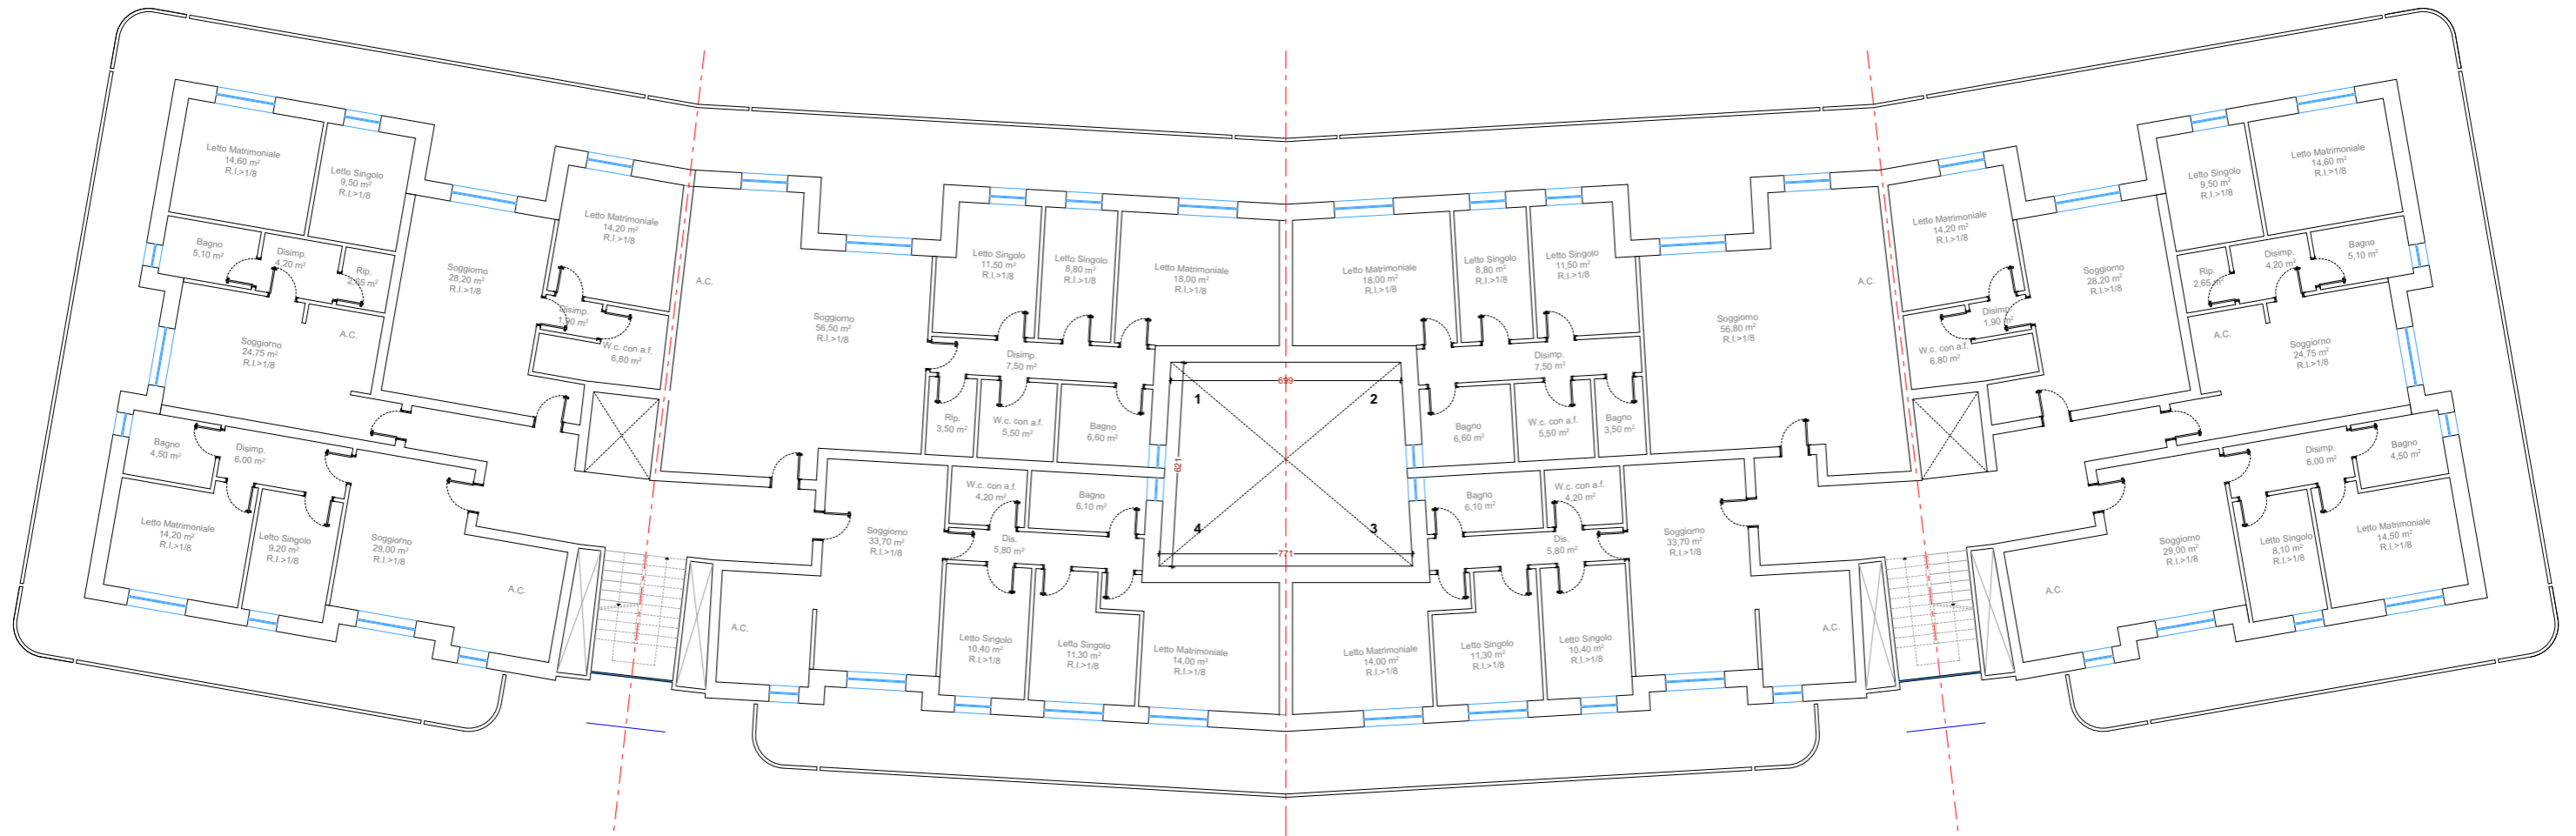 Letto Matrimoniale
14,60 m²
R.I.>1/8
Letto Singolo
9,50 m²
R.I.>1/8
Bagno
5,10 m²
Disimp.
4,20 m²
Rip.
2,65 m²
Soggiorno
24,75 m²
R.I.>1/8
A.C.
Soggiorno
28,20 m²
R.I.>1/8
Letto Matrimoniale
14,20 m²
R.I.>1/8
Disimp.
1,90 m²
W.c. con a.f.
6,80 m²
Bagno
4,50 m²
Disimp.
6,00 m²
Letto Matrimoniale
14,20 m²
R.I.>1/8
Letto Singolo
9,20 m²
R.I.>1/8
Soggiorno
29,00 m²
R.I.>1/8
A.C.
A.C.
Soggiorno
56,50 m²
R.I.>1/8
Letto Singolo
11,50 m²
R.I.>1/8
Letto Singolo
8,80 m²
R.I.>1/8
Letto Matrimoniale
18,00 m²
R.I.>1/8
Disimp.
7,50 m²
Rip.
3,50 m²
W.c. con a.f.
5,50 m²
Bagno
6,60 m²
Soggiorno
33,70 m²
R.I.>1/8
W.c. con a.f.
4,20 m²
Bagno
6,10 m²
Dis.
5,80 m²
A.C.
Letto Singolo
10,40 m²
R.I.>1/8
Letto Singolo
11,30 m²
R.I.>1/8
Letto Matrimoniale
14,00 m²
R.I.>1/8
699
1
2
621
4
3
771
Letto Matrimoniale
18,00 m²
R.I.>1/8
Letto Singolo
8,80 m²
R.I.>1/8
Letto Singolo
11,50 m²
R.I.>1/8
Disimp.
7,50 m²
Bagno
6,60 m²
W.c. con a.f.
5,50 m²
Bagno
3,50 m²
Soggiorno
56,80 m²
R.I.>1/8
A.C.
Bagno
6,10 m²
W.c. con a.f.
4,20 m²
Dis.
5,80 m²
Soggiorno
33,70 m²
R.I.>1/8
Letto Matrimoniale
14,00 m²
R.I.>1/8
Letto Singolo
11,30 m²
R.I.>1/8
Letto Singolo
10,40 m²
R.I.>1/8
A.C.
Letto Matrimoniale
14,20 m²
R.I.>1/8
Disimp.
1,90 m²
W.c. con a.f.
6,80 m²
Soggiorno
28,20 m²
R.I.>1/8
Letto Singolo
9,50 m²
R.I.>1/8
Letto Matrimoniale
14,60 m²
R.I.>1/8
Rip.
2,65 m²
Disimp.
4,20 m²
Bagno
5,10 m²
A.C.
Soggiorno
24,75 m²
R.I.>1/8
Disimp.
6,00 m²
Bagno
4,50 m²
Soggiorno
29,00 m²
R.I.>1/8
A.C.
Letto Singolo
8,10 m²
R.I.>1/8
Letto Matrimoniale
14,50 m²
R.I.>1/8